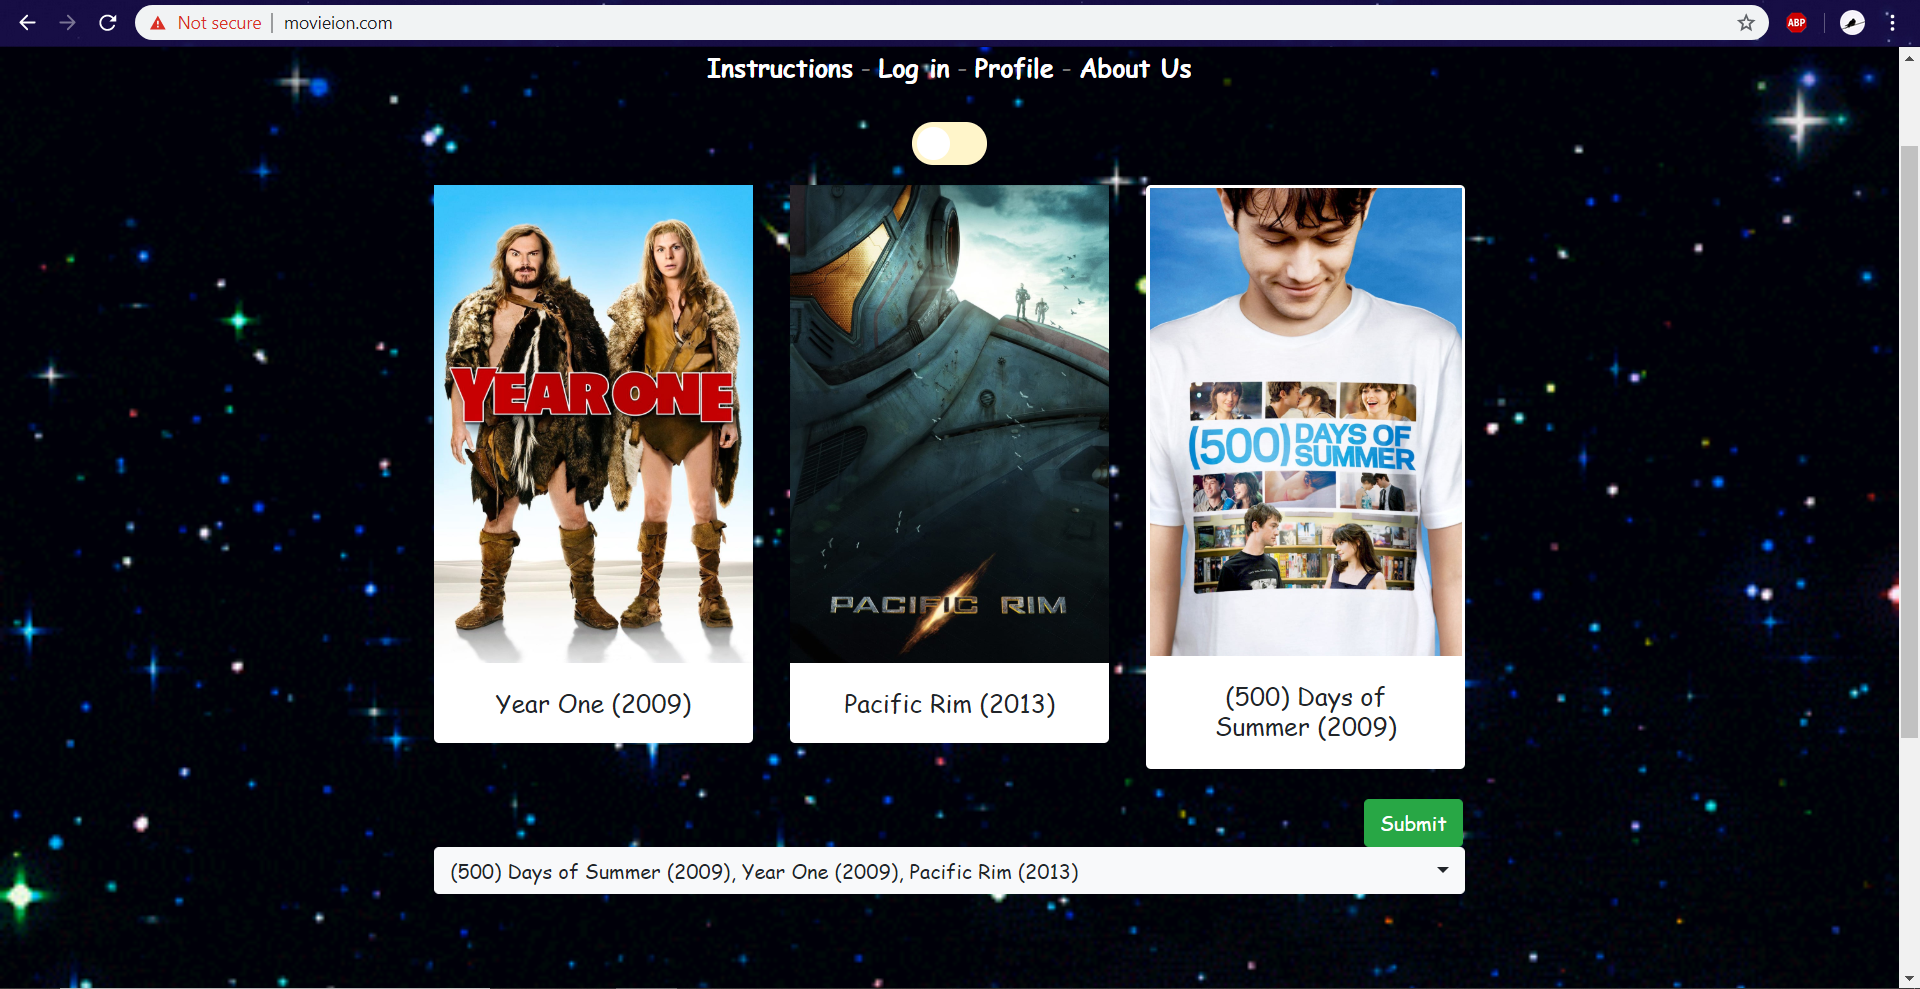 Not secure | movieion.com
ABP
Instructions - Log in - Profile - About Us
YEAR ONE
PACIFIC RIM
(500) DAYS OF
SUMMER
Year One (2009)
Pacific Rim (2013)
(500) Days of
Summer (2009)
Submit
(500) Days of Summer (2009), Year One (2009), Pacific Rim (2013)